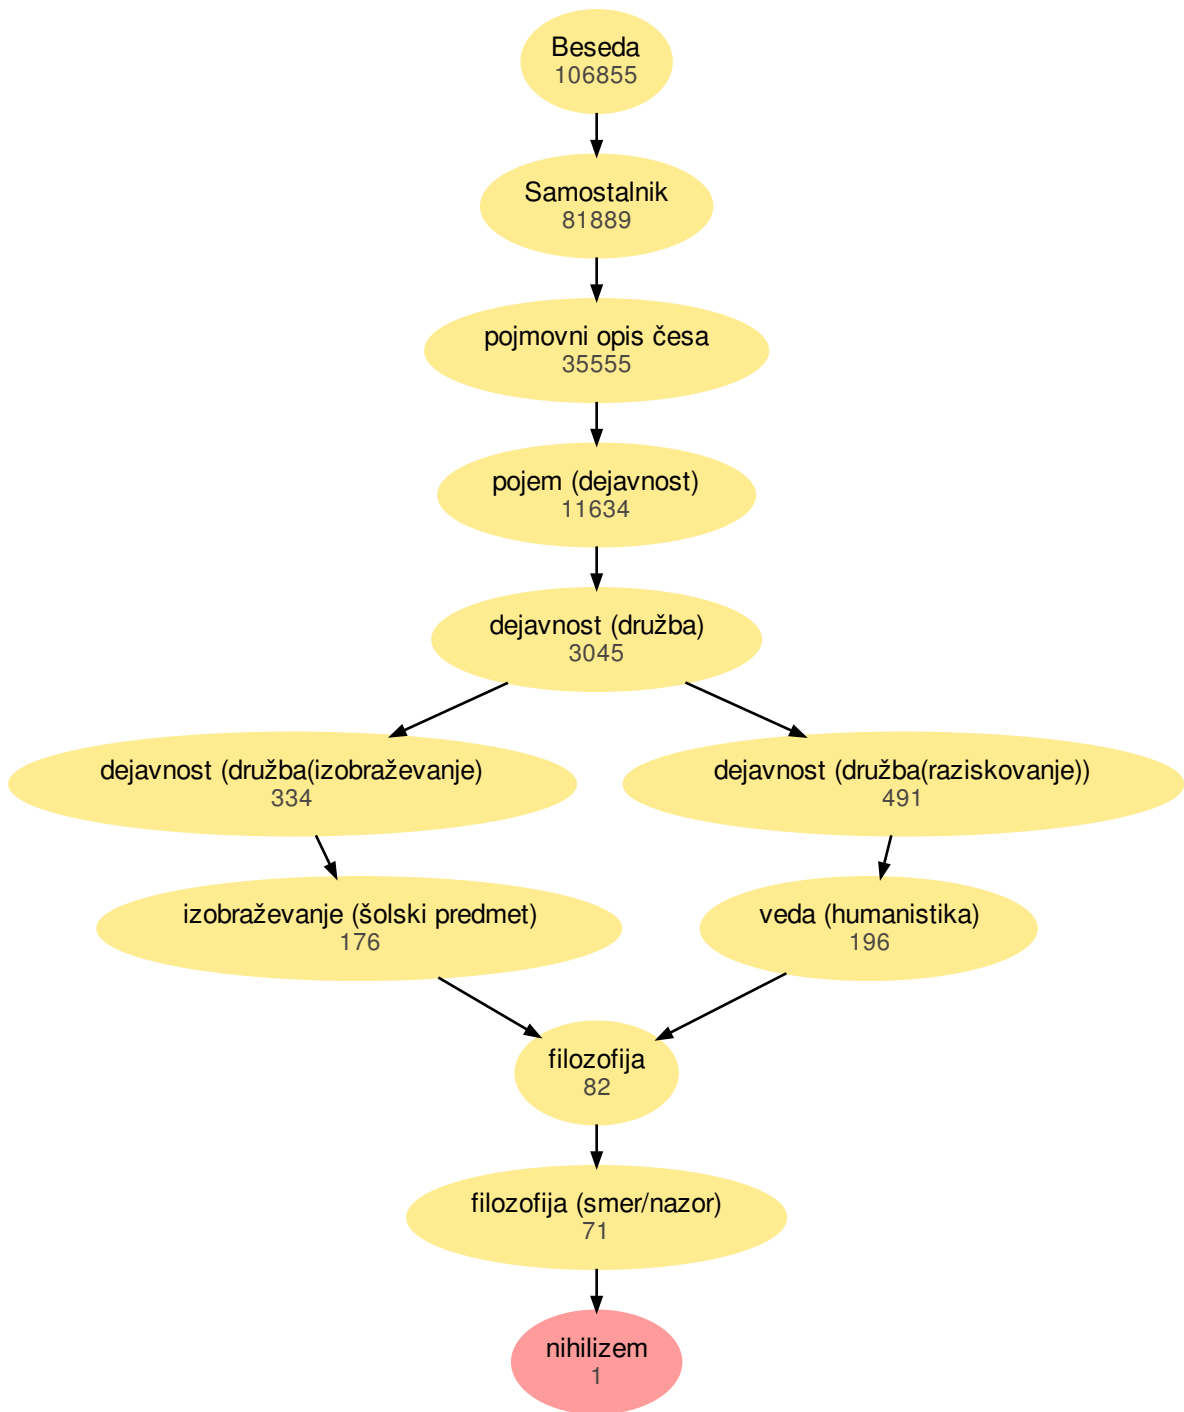 Beseda
106855
Samostalnik
81889
pojmovni opis česa
35555
pojem (dejavnost)
11634
dejavnost (družba)
3045
dejavnost (družba(izobraževanje)
334
dejavnost (družba(raziskovanje))
491
izobraževanje (šolski predmet)
176
veda (humanistika)
196
filozofija
82
filozofija (smer/nazor)
71
nihilizem
1